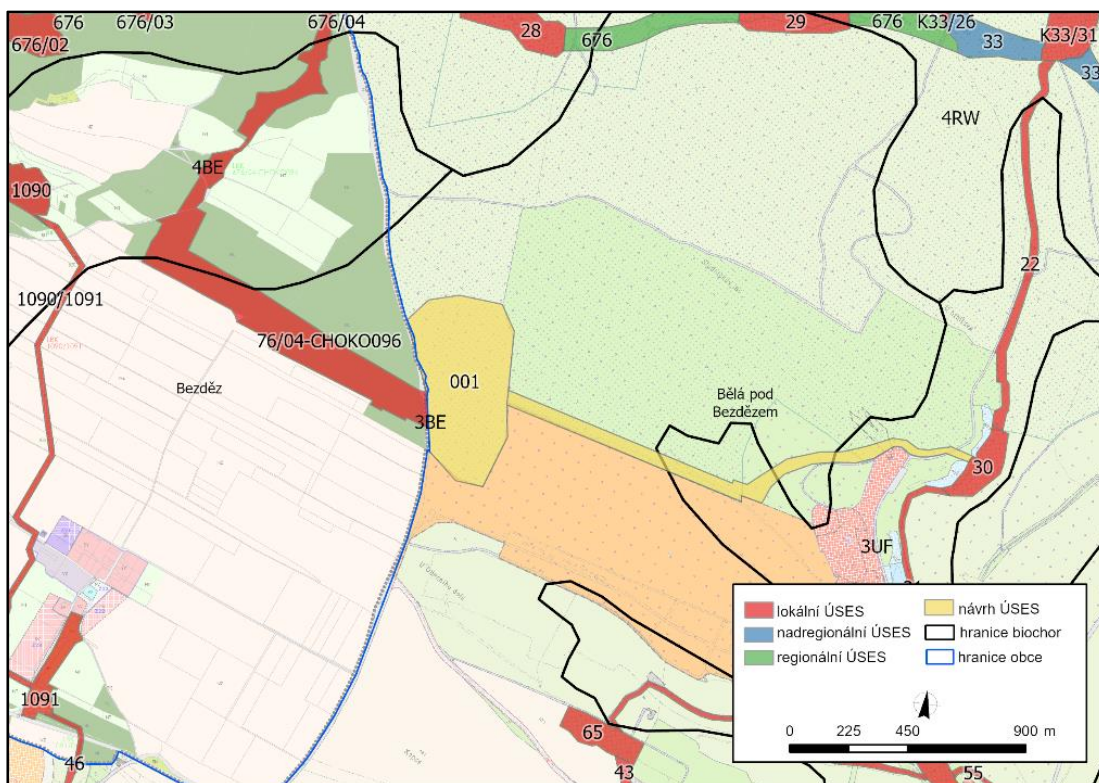 676
676/03
676/04
676/02
28
676
29
676
K33/26
33
K33/31
33
4RW
4BE
1090
22
1090/1091
76/04-CHOKO096
001
Bezděz
3BE
Bělá pod
Bezdězem
30
3UF
1091
46
65
43
55
lokální ÚSES
nadregionální ÚSES
regionální ÚSES
návrh ÚSES
hranice biochor
hranice obce
0 225 450 900 m